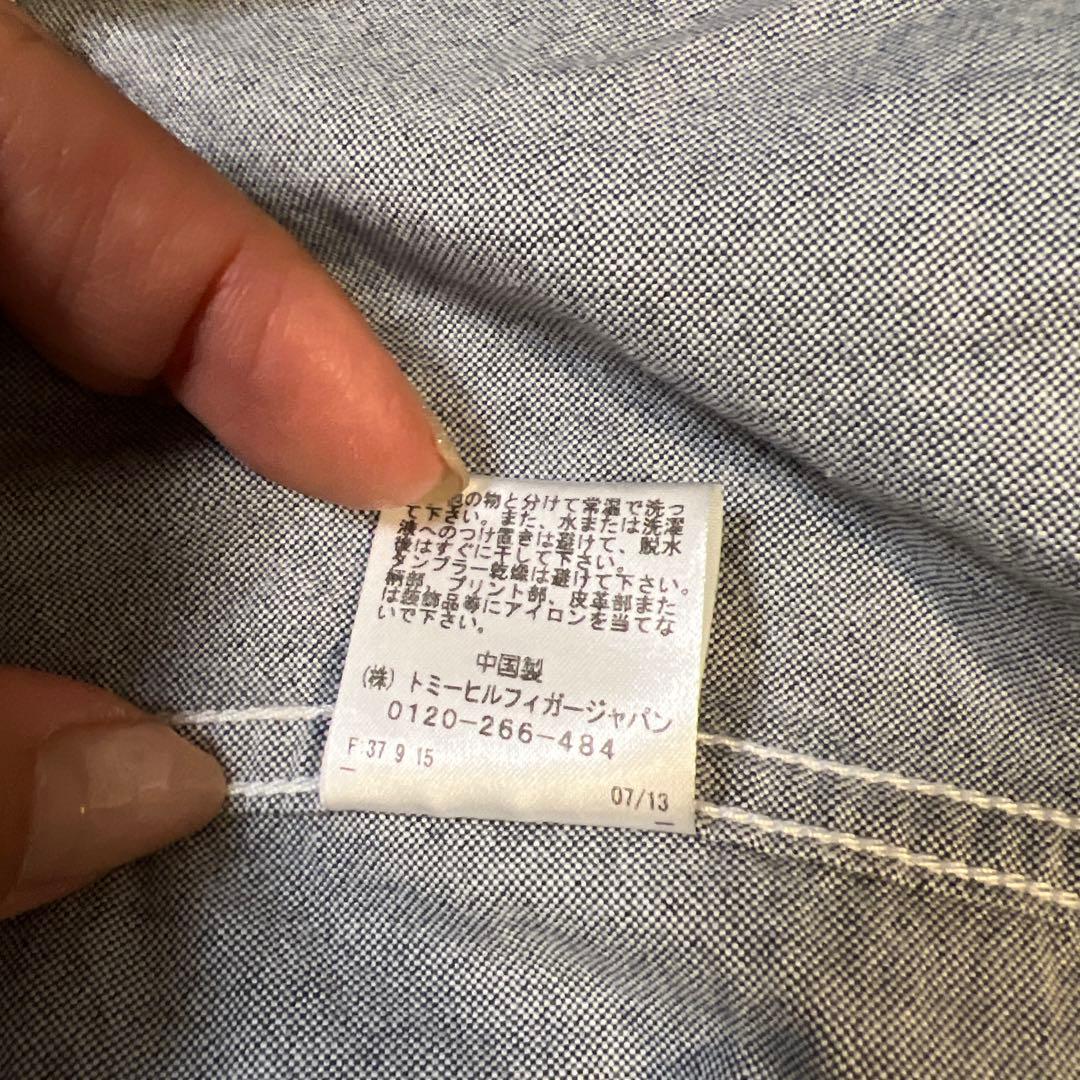 他の物と分けて常温で洗っ
て下さい。また、水または洗濯
液へのつけ置きは避けて、脱水
後はすぐに干して下さい。
タンブラー乾燥は避けて下さい。
柄部、プリント部、皮革部また
は装飾品等にアイロンを当てな
いで下さい。
中国製
(株) トミーヒルフィガージャパン
0120-266-484
F:37 9 15
07/13